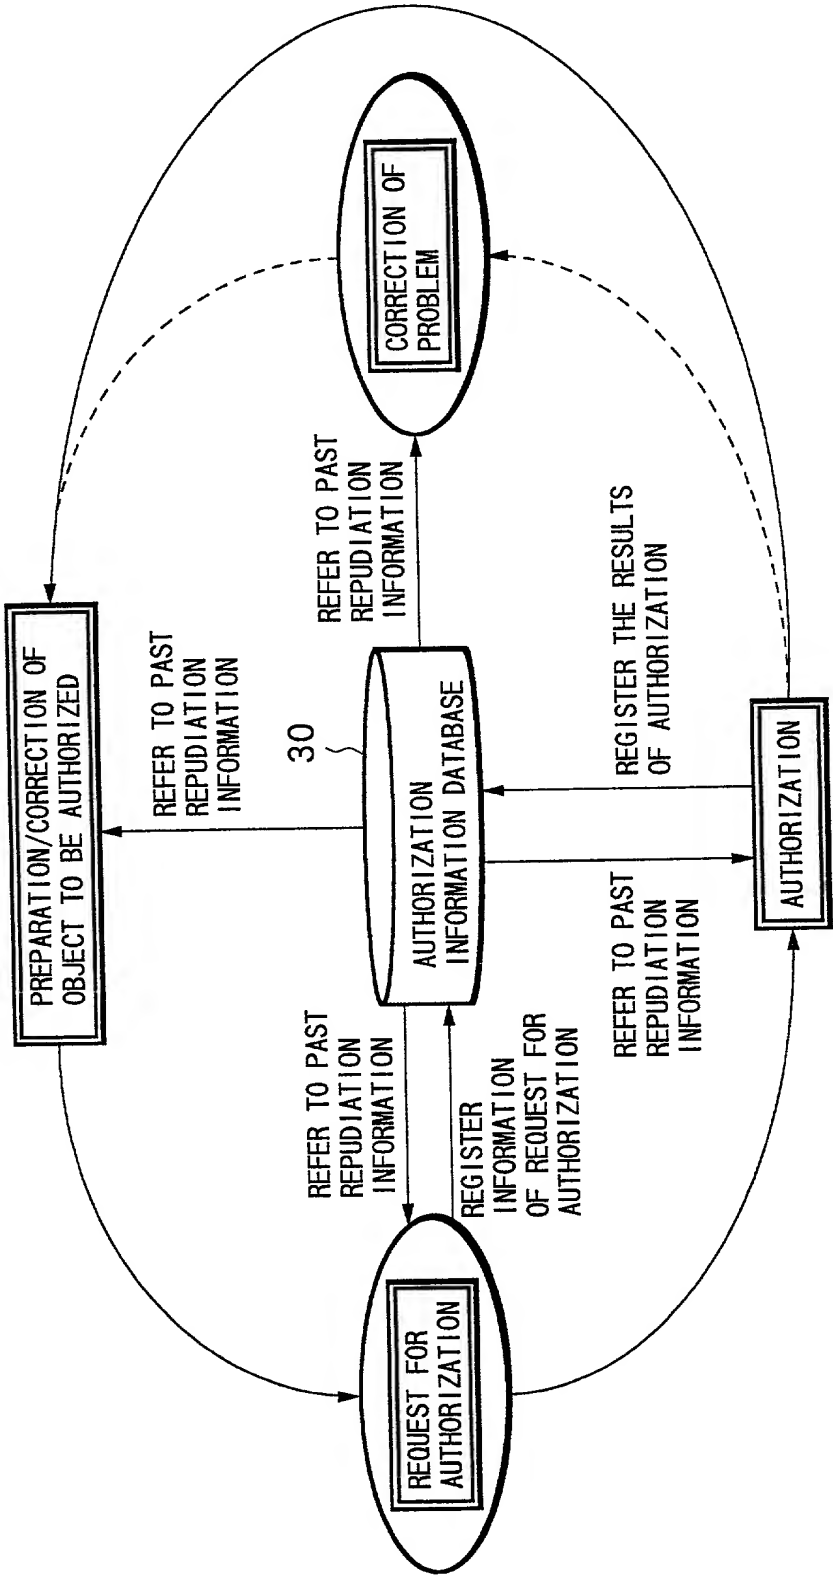 PREPARATION/CORRECTION OF
OBJECT TO BE AUTHORIZED
REFER TO PAST
REPUDIATION
INFORMATION
30
REQUEST FOR
AUTHORIZATION
REFER TO PAST
REPUDIATION
INFORMATION
REGISTER
INFORMATION
OF REQUEST FOR
AUTHORIZATION
AUTHORIZATION
INFORMATION DATABASE
REFER TO PAST
REPUDIATION
INFORMATION
CORRECTION OF
PROBLEM
REFER TO PAST
REPUDIATION
INFORMATION
REGISTER THE RESULTS
OF AUTHORIZATION
AUTHORIZATION